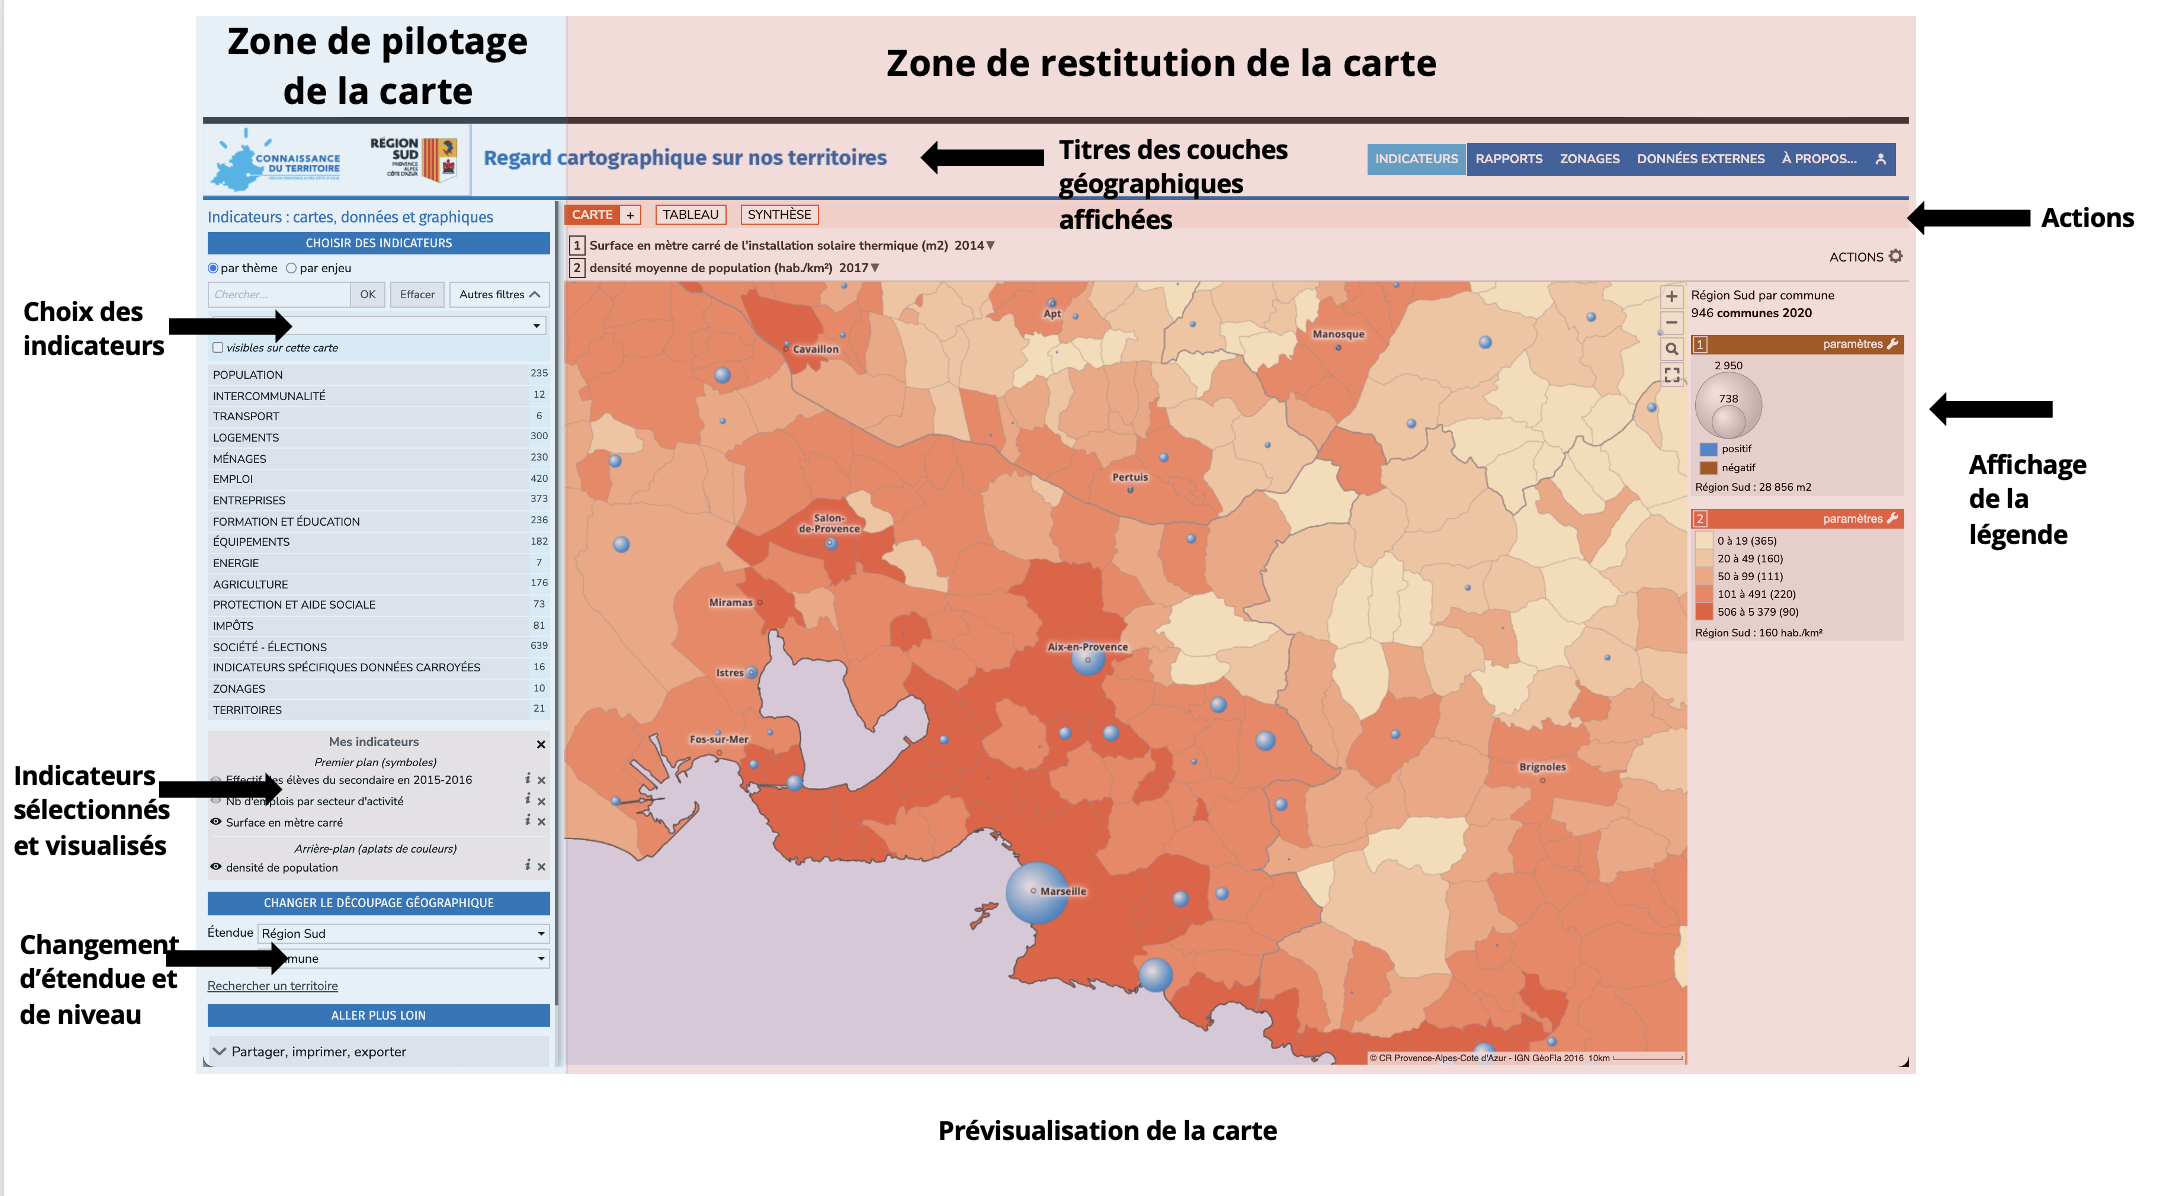 Zone de pilotage
de la carte
Zone de restitution de la carte
CONNAISSANCE
DU TERRITOIRE
RÉGION
SUD
PROVENCE
ALPES
CÔTE D'AZUR
Regard cartographique sur nos territoires
Titres des couches
géographiques
affichées
INDICATEURS
RAPPORTS
ZONAGES
DONNÉES EXTERNES
À PROPOS...
Indicateurs : cartes, données et graphiques
CHOISIR DES INDICATEURS
par thème par enjeu
Chercher... OK Effacer Autres filtres
visibles sur cette carte
Choix des
indicateurs
POPULATION 235
INTERCOMMUNALITÉ 12
TRANSPORT 6
LOGEMENTS 300
MÉNAGES 230
EMPLOI 420
ENTREPRISES 373
FORMATION ET ÉDUCATION 236
ÉQUIPEMENTS 182
ENERGIE 7
AGRICULTURE 176
PROTECTION ET AIDE SOCIALE 73
IMPÔTS 81
SOCIÉTÉ - ÉLECTIONS 639
INDICATEURS SPÉCIFIQUES DONNÉES CARROYÉES 16
ZONAGES 10
TERRITOIRES 21
Mes indicateurs
Premier plan (symboles)
Effectif des élèves du secondaire en 2015-2016
Nb d'emplois par secteur d'activité
Surface en mètre carré
Arrière-plan (aplats de couleurs)
densité de population
Indicateurs
sélectionnés
et visualisés
CHANGER LE DÉCOUPAGE GÉOGRAPHIQUE
Étendue Région Sud
mune
Rechercher un territoire
Changement
d’étendue et
de niveau
ALLER PLUS LOIN
Partager, imprimer, exporter
CARTE + TABLEAU SYNTHÈSE
1 Surface en mètre carré de l'installation solaire thermique (m2) 2014▼
2 densité moyenne de population (hab./km²) 2017▼
ACTIONS
Actions
Apt
Manosque
Cavaillon
Pertuis
Salon-
de-Provence
Miramas
Aix-en-Provence
Istres
Fos-sur-Mer
Brignoles
Marseille
© CR Provence-Alpes-Cote d'Azur - IGN GéoFla 2016 10km
Région Sud par commune
946 communes 2020
1 paramètres
2 950
738
positif
négatif
Région Sud : 28 856 m2
2 paramètres
0 à 19 (365)
20 à 49 (160)
50 à 99 (111)
101 à 491 (220)
506 à 5 379 (90)
Région Sud : 160 hab./km²
Affichage
de la
légende
Prévisualisation de la carte